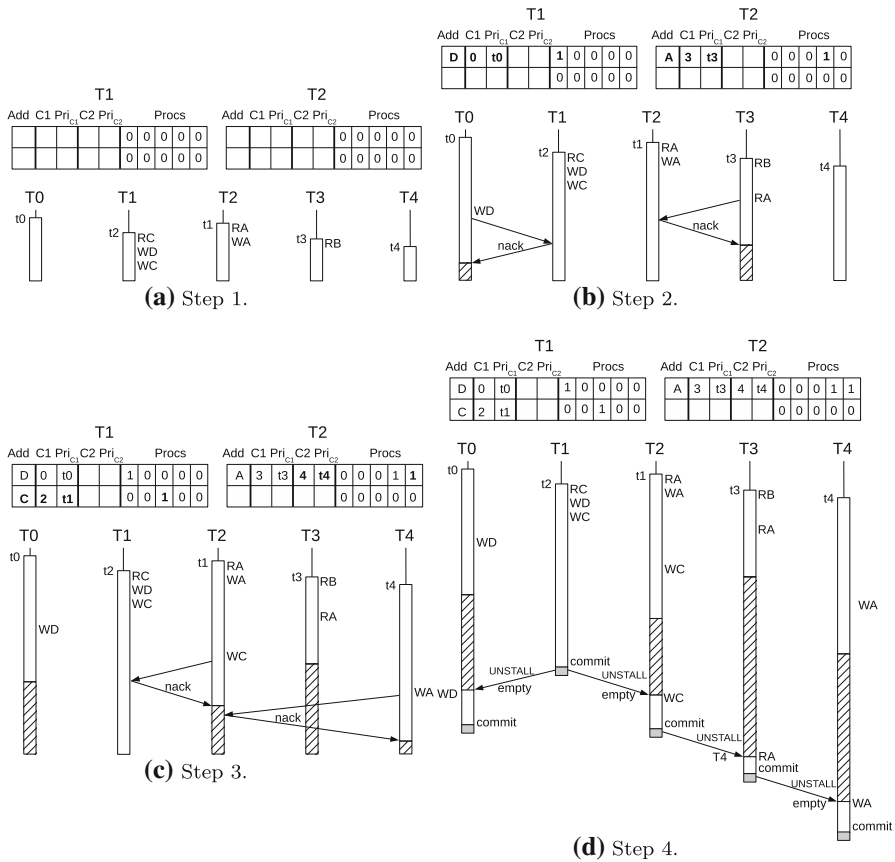 T1 T2
Add C1 Pri C1 C2 Pri C2 Procs Add C1 Pri C1 C2 Pri C2 Procs
0 0 0 0 0 0 0 0 0 0
0 0 0 0 0 0 0 0 0 0
T0 T1 T2 T3 T4
t0 t2 RC t1 RA t3 RB t4
WD WA
WC
(a) Step 1.
T1 T2
Add C1 Pri C1 C2 Pri C2 Procs Add C1 Pri C1 C2 Pri C2 Procs
D 0 t0 1 0 0 0 0 A 3 t3 0 0 0 1 0
0 0 0 0 0 0 0 0 0 0
T0 T1 T2 T3 T4
t0 t2 RC t1 RA t3 RB t4
WD WA
WC
RA
WD
nack nack
(b) Step 2.
T1 T2
Add C1 Pri C1 C2 Pri C2 Procs Add C1 Pri C1 C2 Pri C2 Procs
D 0 t0 1 0 0 0 0 A 3 t3 4 t4 0 0 0 1 1
C 2 t1 0 0 1 0 0 0 0 0 0 0
T0 T1 T2 T3 T4
t0 t2 RC t1 RA t3 RB t4
WD WA
WC
WD RA
WC
nack WA
nack
(c) Step 3.
T1 T2
Add C1 Pri C1 C2 Pri C2 Procs Add C1 Pri C1 C2 Pri C2 Procs
D 0 t0 1 0 0 0 0 A 3 t3 4 t4 0 0 0 1 1
C 2 t1 0 0 1 0 0 0 0 0 0 0
T0 T1 T2 T3 T4
t0 t2 RC t1 RA t3 RB t4
WD WA
WC RA
WD
WC
WA
commit
UNSTALL UNSTALL
WD empty empty WC
commit commit
UNSTALL
T4 RA
commit
UNSTALL
empty WA
commit
(d) Step 4.